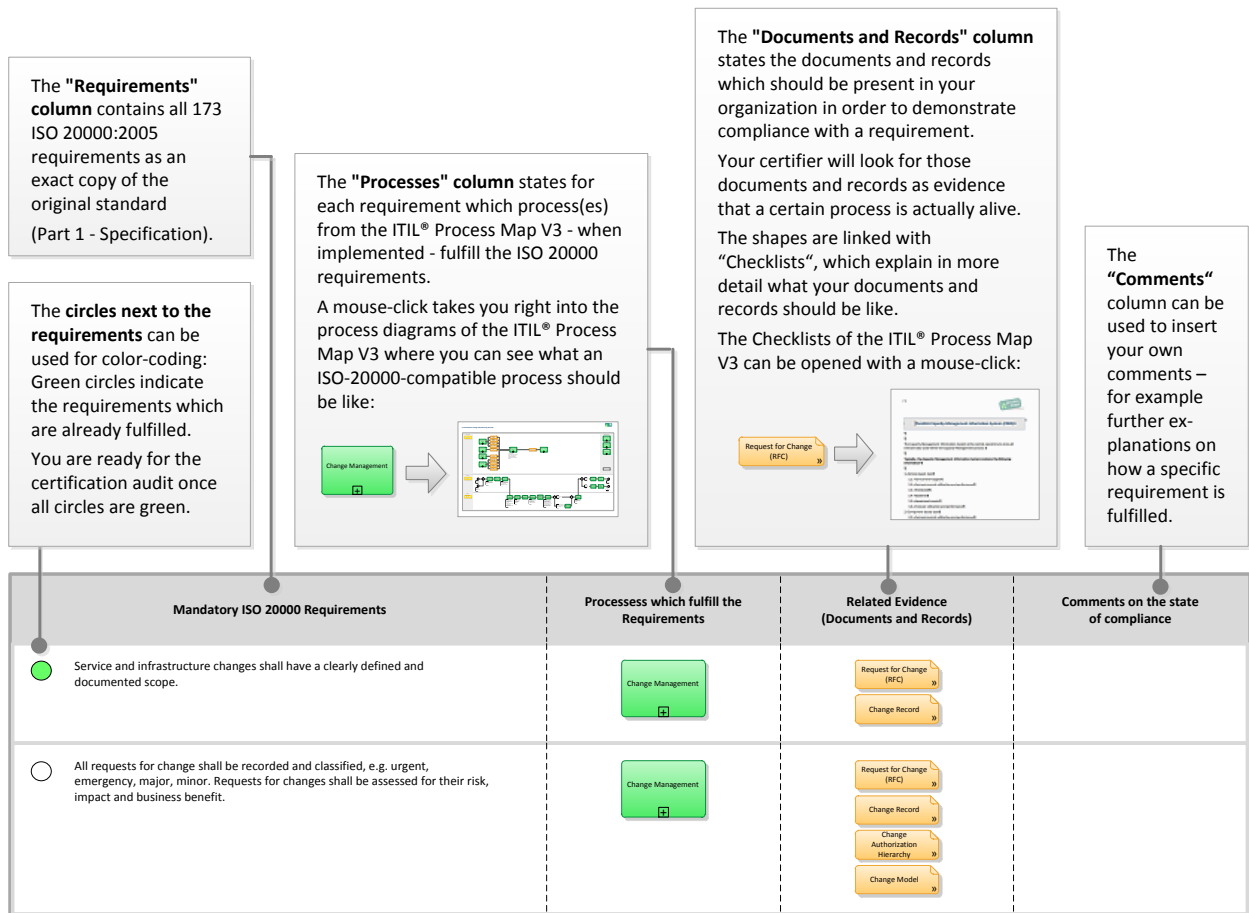 The "Requirements"
column contains all 173
ISO 20000:2005
requirements as an
exact copy of the
original standard
(Part 1 - Specification).
The circles next to the
requirements can be
used for color-coding:
Green circles indicate
the requirements which
are already fulfilled.
You are ready for the
certification audit once
all circles are green.
The "Processes" column states for
each requirement which process(es)
from the ITIL® Process Map V3 - when
implemented - fulfill the ISO 20000
requirements.
A mouse-click takes you right into the
process diagrams of the ITIL® Process
Map V3 where you can see what an
ISO-20000-compatible process should
be like:
Change Management
The "Documents and Records" column
states the documents and records
which should be present in your
organization in order to demonstrate
compliance with a requirement.
Your certifier will look for those
documents and records as evidence
that a certain process is actually alive.
The shapes are linked with
“Checklists“, which explain in more
detail what your documents and
records should be like.
The Checklists of the ITIL® Process Map
V3 can be opened with a mouse-click:
Request for Change
(RFC)
»
The
“Comments“
column can be
used to insert
your own
comments –
for example
further ex-
planations on
how a specific
requirement is
fulfilled.
Mandatory ISO 20000 Requirements
Processess which fulfill the
Requirements
Related Evidence
(Documents and Records)
Comments on the state
of compliance
Service and infrastructure changes shall have a clearly defined and
documented scope.
Change Management
Request for Change
(RFC)
»
Change Record
»
All requests for change shall be recorded and classified, e.g. urgent,
emergency, major, minor. Requests for changes shall be assessed for their risk,
impact and business benefit.
Change Management
Request for Change
(RFC)
»
Change Record
»
Change
Authorization
Hierarchy
»
Change Model
»